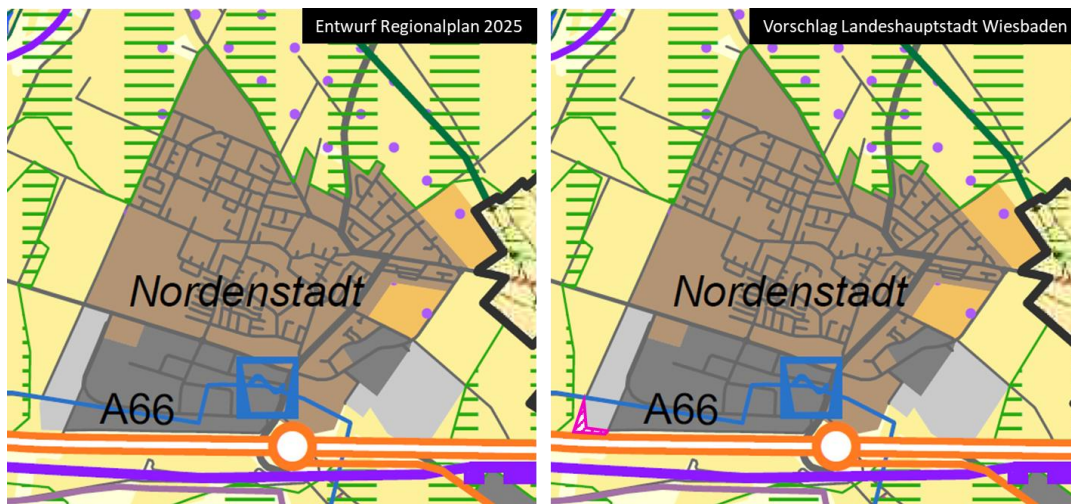 Entwurf Regionalplan 2025
Vorschlag Landeshauptstadt Wiesbaden
Nordenstadt
A66
Nordenstadt
A66